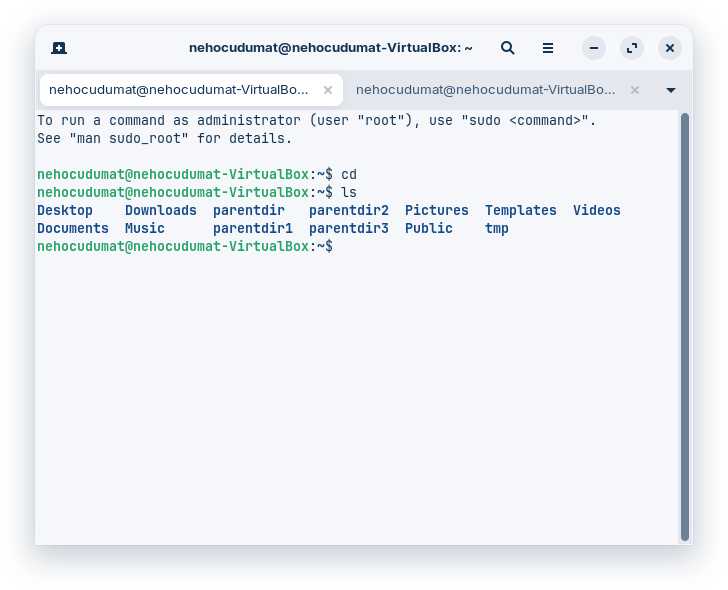 nehocudumat@nehocudumat-VirtualBox: ~
nehocudumat@nehocudumat-VirtualBo...
nehocudumat@nehocudumat-VirtualBo...
To run a command as administrator (user "root"), use "sudo <command>".
See "man sudo_root" for details.
nehocudumat@nehocudumat-VirtualBox:~$ cd
nehocudumat@nehocudumat-VirtualBox:~$ ls
Desktop Downloads parentdir parentdir2 Pictures Templates Videos
Documents Music parentdir1 parentdir3 Public tmp
nehocudumat@nehocudumat-VirtualBox:~$